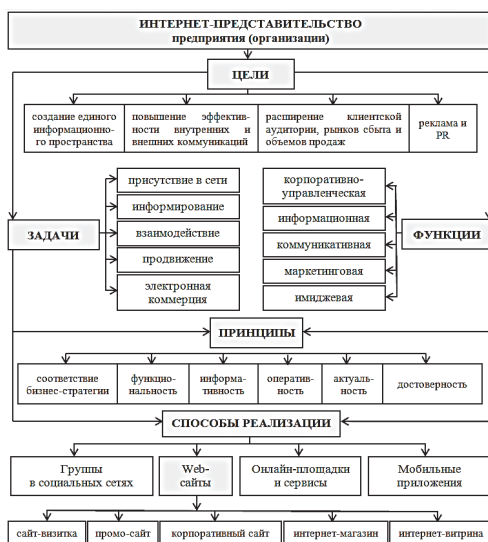 ИНТЕРНЕТ-ПРЕДСТАВИТЕЛЬСТВО
предприятия (организации)
ЦЕЛИ
создание единого
информационно-
го пространства
повышение эффектив-
ности внутренних и
внешних коммуникаций
расширение клиентской
аудитории, рынков сбыта и
объемов продаж
реклама и
PR
ЗАДАЧИ
присутствие в сети
информирование
взаимодействие
продвижение
электронная
коммерция
корпоративно-
управленческая
информационная
коммуникативная
маркетинговая
имиджевая
ФУНКЦИИ
ПРИНЦИПЫ
соответствие
бизнес-стратегии
функцио-
нальность
информа-
тивность
оператив-
ность
актуаль-
ность
достоверность
СПОСОБЫ РЕАЛИЗАЦИИ
Группы
в социальных сетях
Web-
сайты
Онлайн-площадки
и сервисы
Мобильные
приложения
сайт-визитка
промо-сайт
корпоративный сайт
интернет-магазин
интернет-витрина